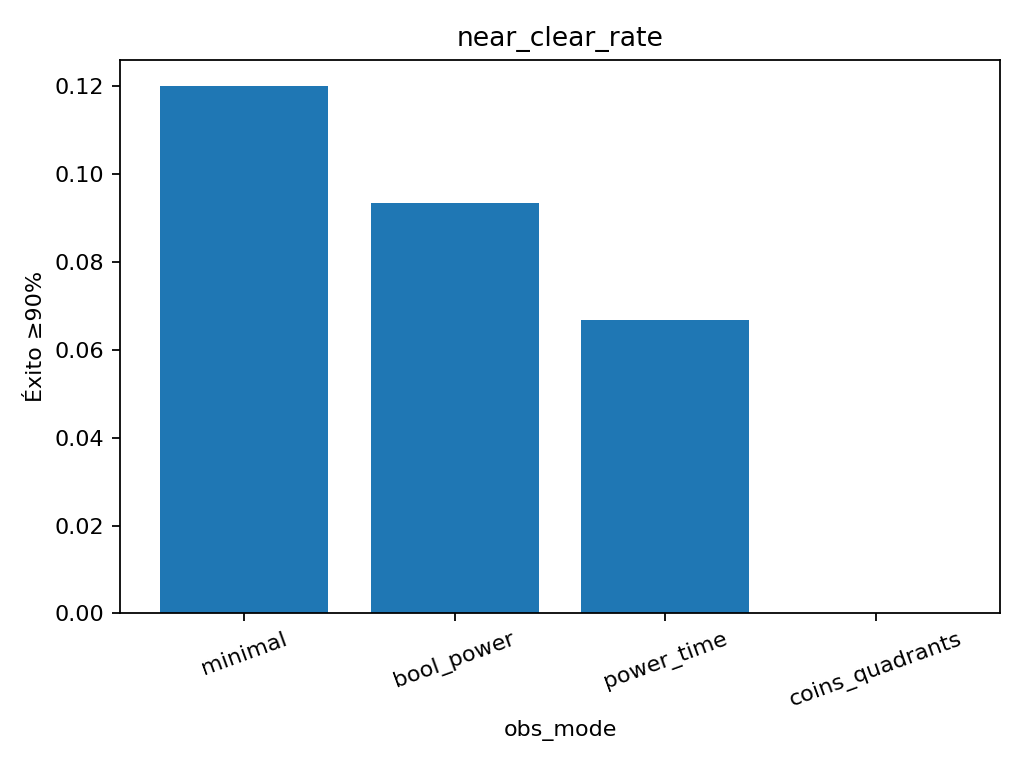 near_clear_rate
Éxito ≥90%
0.12
0.10
0.08
0.06
0.04
0.02
0.00
minimal
bool_power
power_time
coins_quadrants
obs_mode